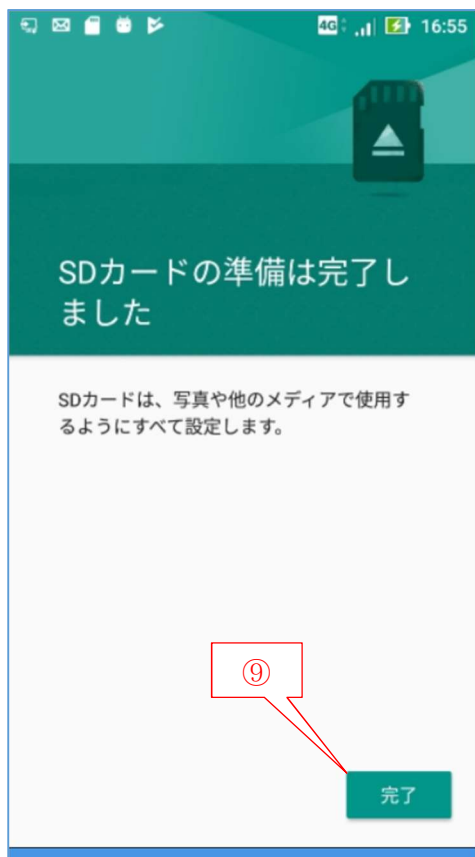 4G 16:55
SDカードの準備は完了し
ました
SDカードは、写真や他のメディアで使用す
るようにすべて設定します。
⑨
完了